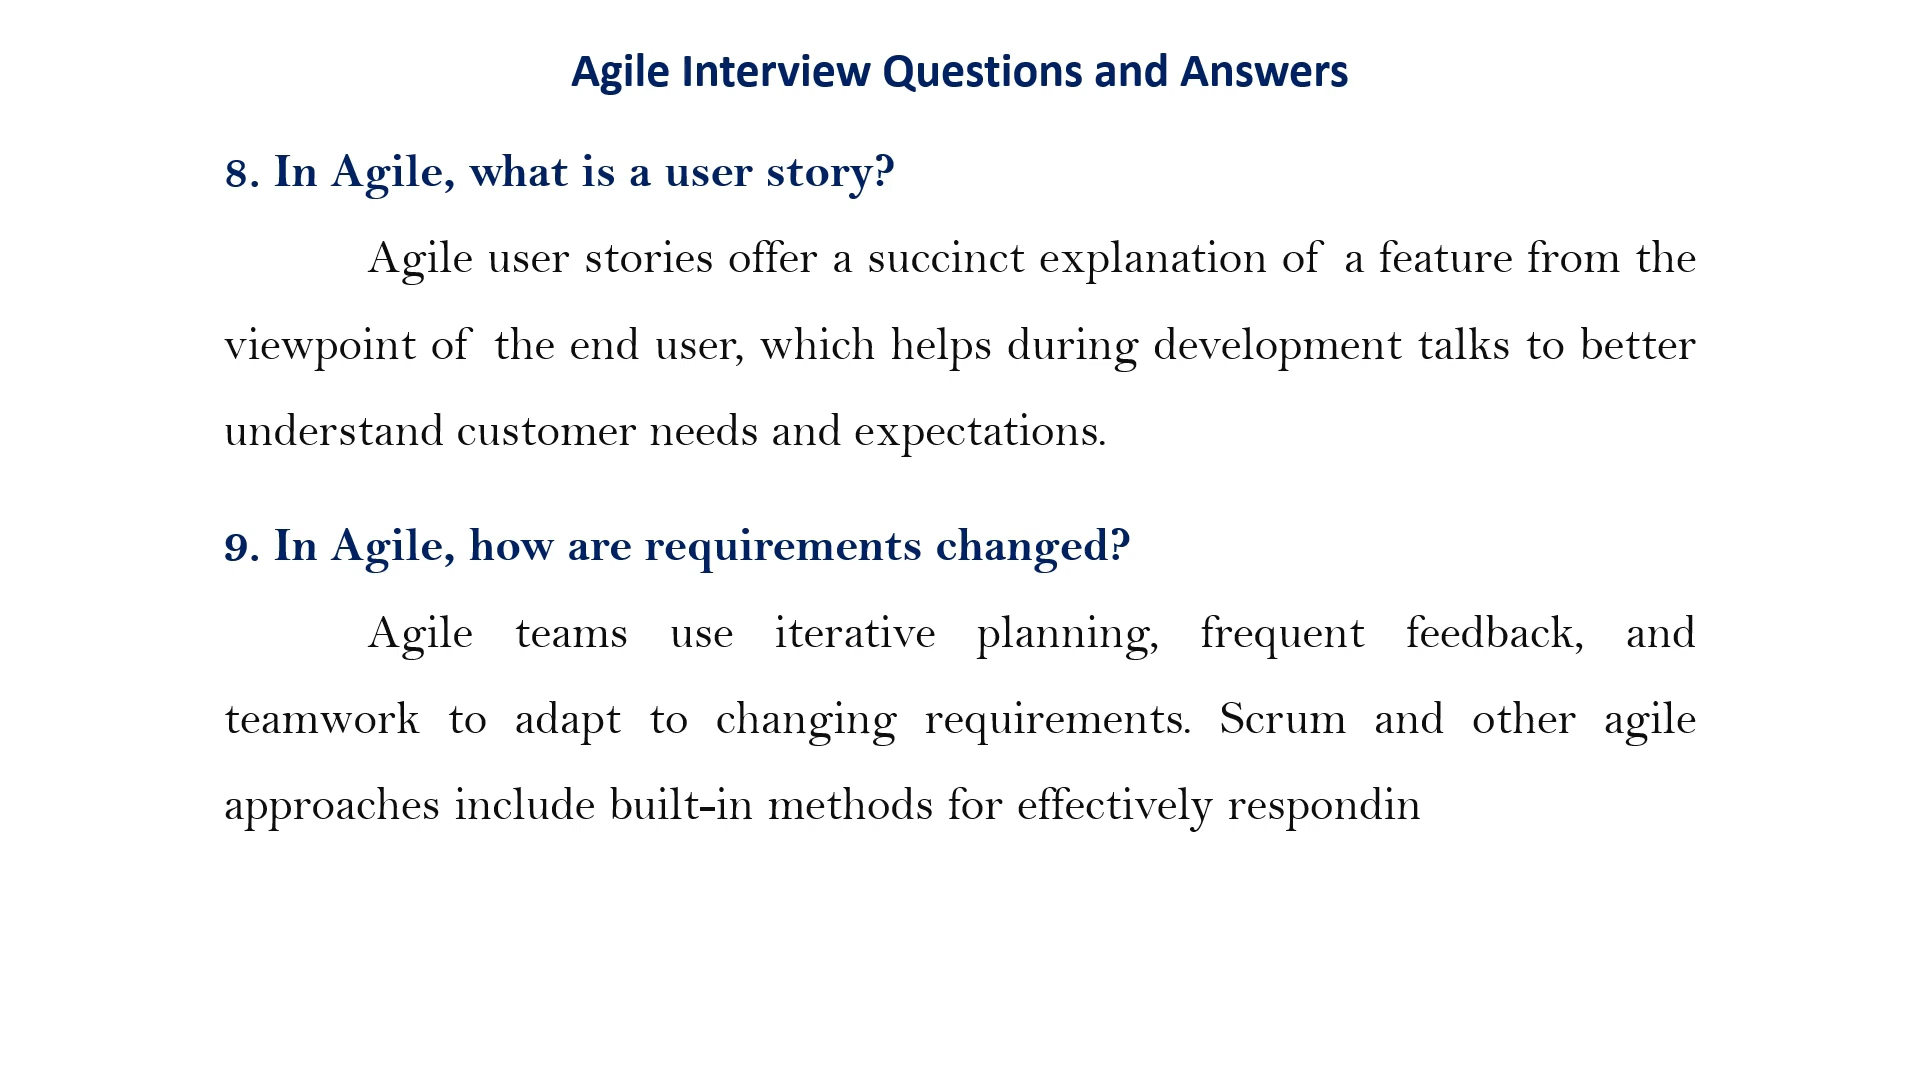 Agile Interview Questions and Answers
8. In Agile, what is a user story?
Agile user stories offer a succinct explanation of a feature from the
viewpoint of the end user, which helps during development talks to better
understand customer needs and expectations.
9. In Agile, how are requirements changed?
Agile teams use iterative planning, frequent feedback, and
teamwork to adapt to changing requirements. Scrum and other agile
approaches include built-in methods for effectively respondin